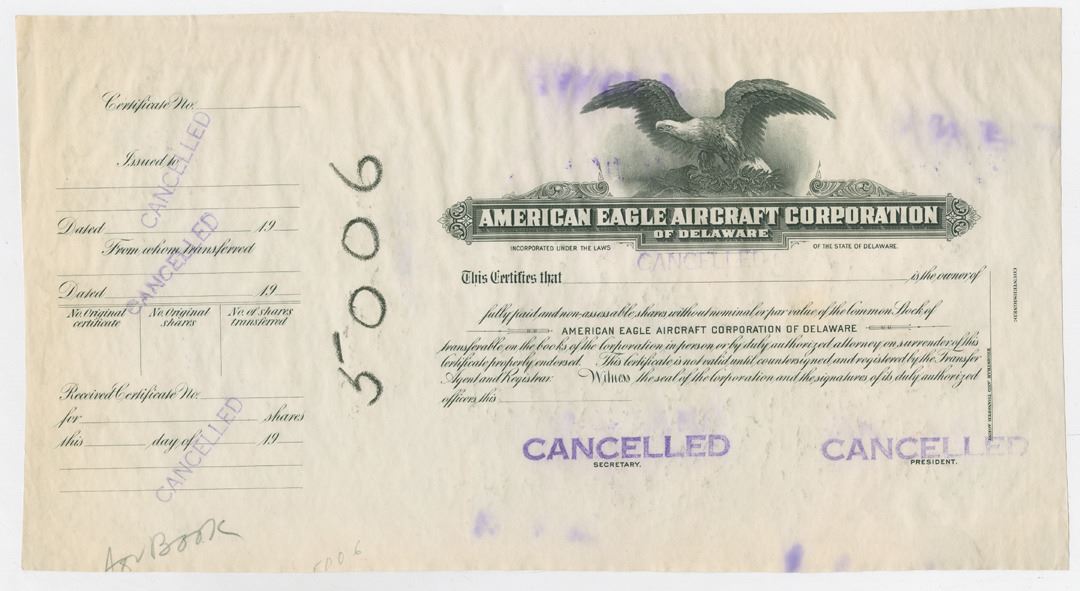 Certificate No.
CANCELLED
Issued to
Dated 19
CANCELLED
From whom transferred
Dated 19
No. Original certificate
No. Original shares
No. of shares transferred
Received Certificate No.
for shares
this day of 19
CANCELLED
Book
5006
5006
AMERICAN EAGLE AIRCRAFT CORPORATION
OF DELAWARE
INCORPORATED UNDER THE LAWS OF THE STATE OF DELAWARE.
CANCELLED
This Certifies that is the owner of
fully paid and non-assessable shares without nominal or par value of the Common Stock of
AMERICAN EAGLE AIRCRAFT CORPORATION OF DELAWARE
transferable on the books of the Corporation in person or by duly authorized attorney on surrender of this
Certificate properly endorsed. This certificate is not valid until countersigned and registered by the Transfer
Agent and Registrar. Witness the seal of the Corporation and the signatures of its duly authorized
officers, this
CANCELLED
SECRETARY.
CANCELLED
PRESIDENT.
COUNTERSIGNED:
REGISTRAR AND TRANSFER AGENT